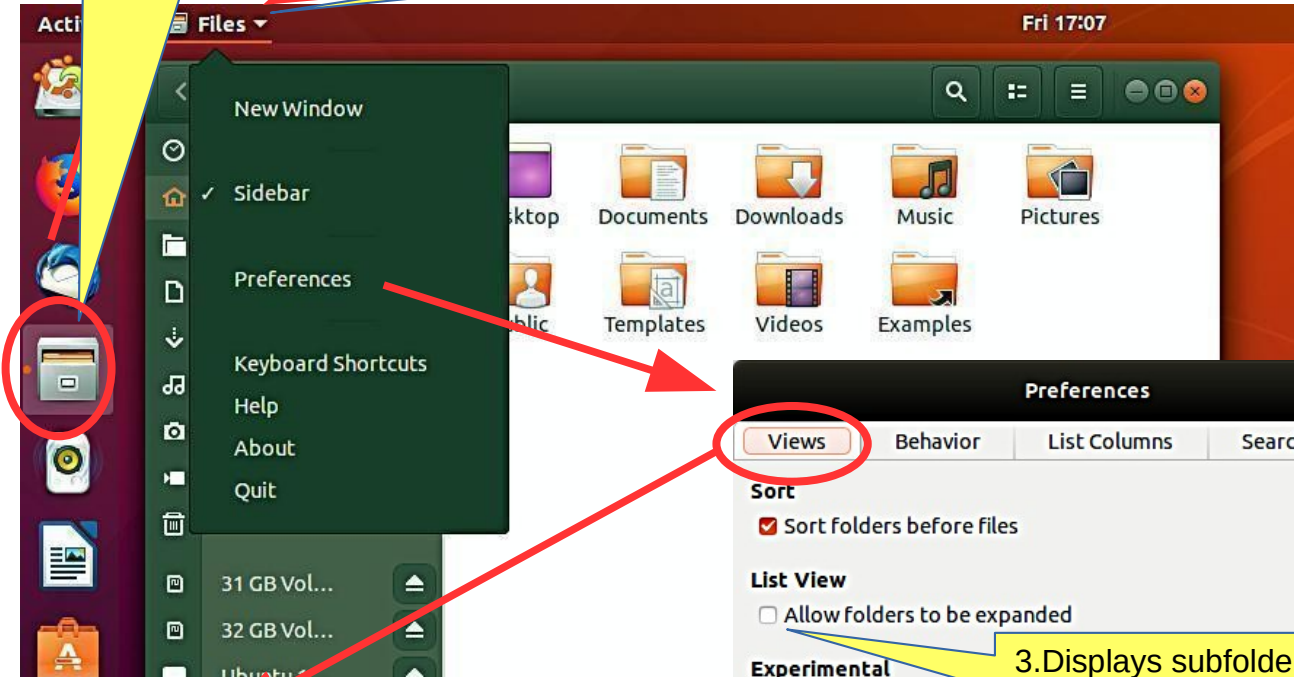 Files
Fri 17:07
New Window
✓ Sidebar
Preferences
Keyboard Shortcuts
Help
About
Quit
Documents
Downloads
Music
Pictures
Templates
Videos
Examples
31 GB Vol...
32 GB Vol...
Preferences
Views
Behavior
List Columns
Sort
Sort folders before files
List View
Allow folders to be expanded
Experimental
3.Displays